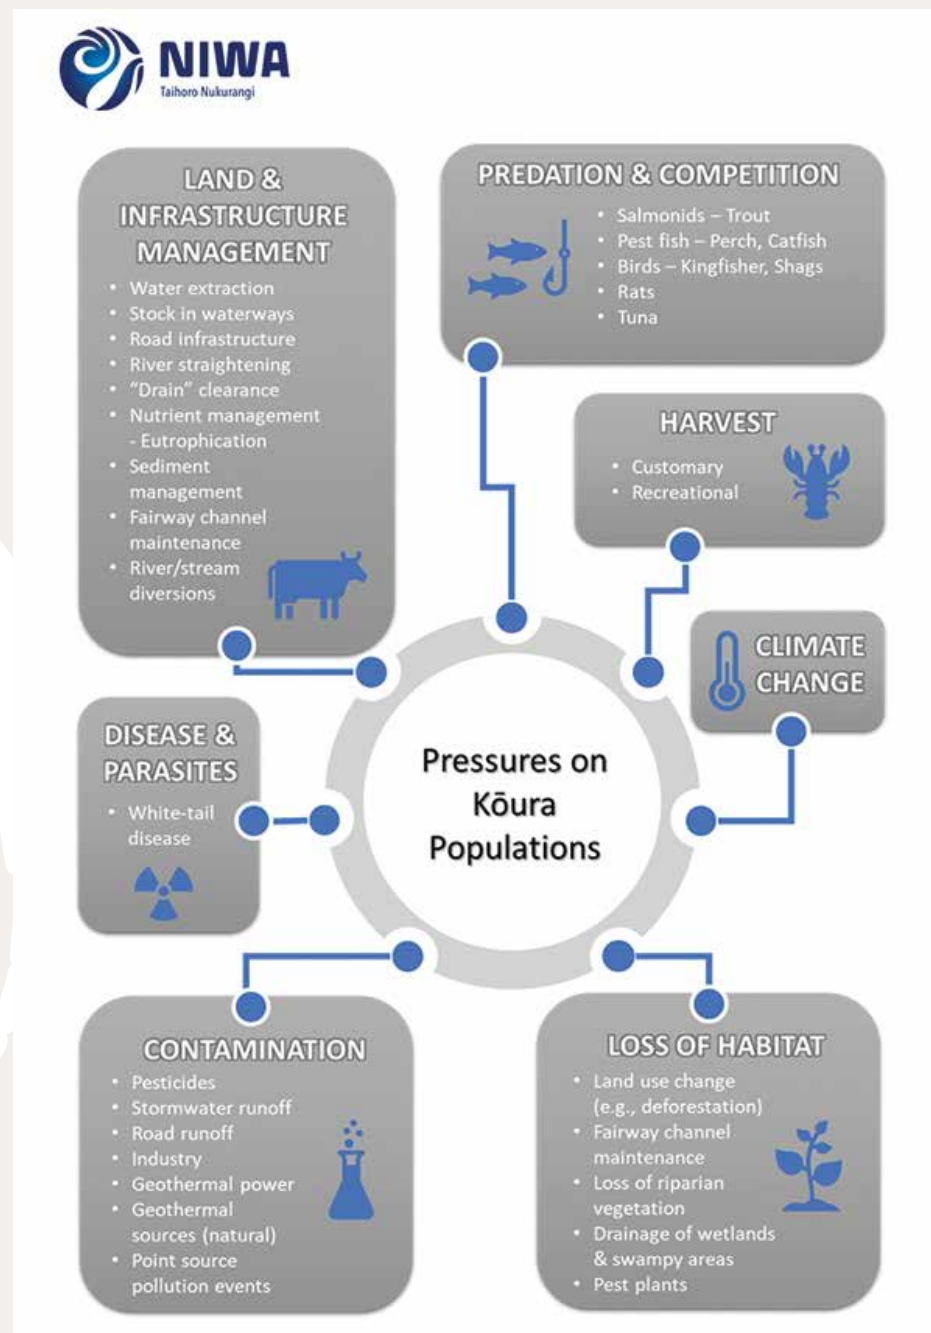 NIWA
Taihoro Nukurangi
LAND &
INFRASTRUCTURE
MANAGEMENT
• Water extraction
• Stock in waterways
• Road infrastructure
• River straightening
• “Drain” clearance
• Nutrient management
- Eutrophication
• Sediment
management
• Fairway channel
maintenance
• River/stream
diversions
PREDATION & COMPETITION
• Salmonids – Trout
• Pest fish – Perch, Catfish
• Birds – Kingfisher, Shags
• Rats
• Tuna
HARVEST
• Customary
• Recreational
CLIMATE
CHANGE
DISEASE &
PARASITES
• White-tail
disease
Pressures on
Kōura
Populations
CONTAMINATION
• Pesticides
• Stormwater runoff
• Road runoff
• Industry
• Geothermal power
• Geothermal
sources (natural)
• Point source
pollution events
LOSS OF HABITAT
• Land use change
(e.g., deforestation)
• Fairway channel
maintenance
• Loss of riparian
vegetation
• Drainage of wetlands
& swampy areas
• Pest plants